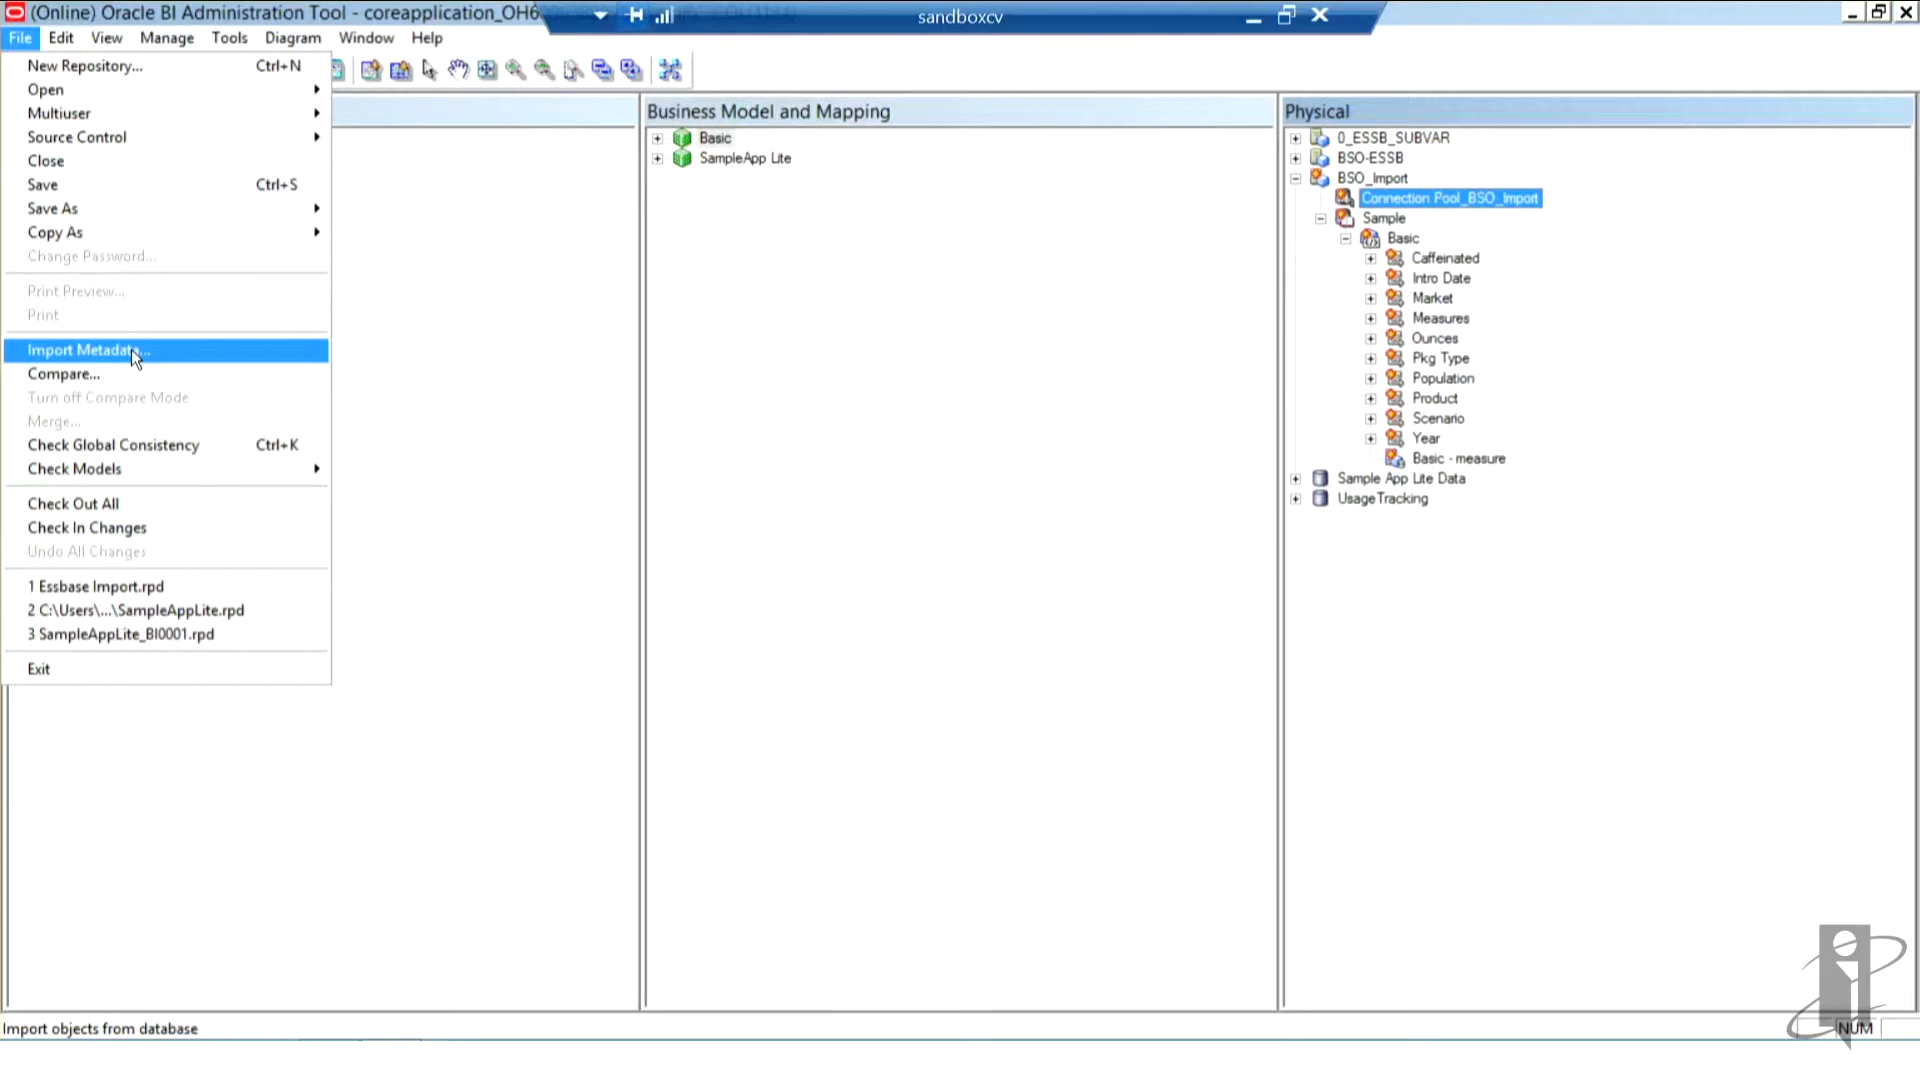 (Online) Oracle BI Administration Tool - coreapplication_OH6
sandboxcv
File Edit View Manage Tools Diagram Window Help
New Repository... Ctrl+N
Open
Multiuser
Source Control
Close
Save Ctrl+S
Save As
Copy As
Change Password...
Print Preview...
Print
Import Metadata...
Compare...
Turn off Compare Mode
Merge...
Check Global Consistency Ctrl+K
Check Models
Check Out All
Check In Changes
Undo All Changes
1 Essbase Import.rpd
2 C:\Users\...\SampleAppLite.rpd
3 SampleAppLite_BI0001.rpd
Exit
Business Model and Mapping
Basic
SampleApp Lite
Physical
0_ESSB_SUBVAR
BSO-ESSB
BSO_Import
Connection Pool_BSO_Import
Sample
Basic
Caffeinated
Intro Date
Market
Measures
Ounces
Pkg Type
Population
Product
Scenario
Year
Basic - measure
Sample App Lite Data
UsageTracking
Import objects from database
NUM